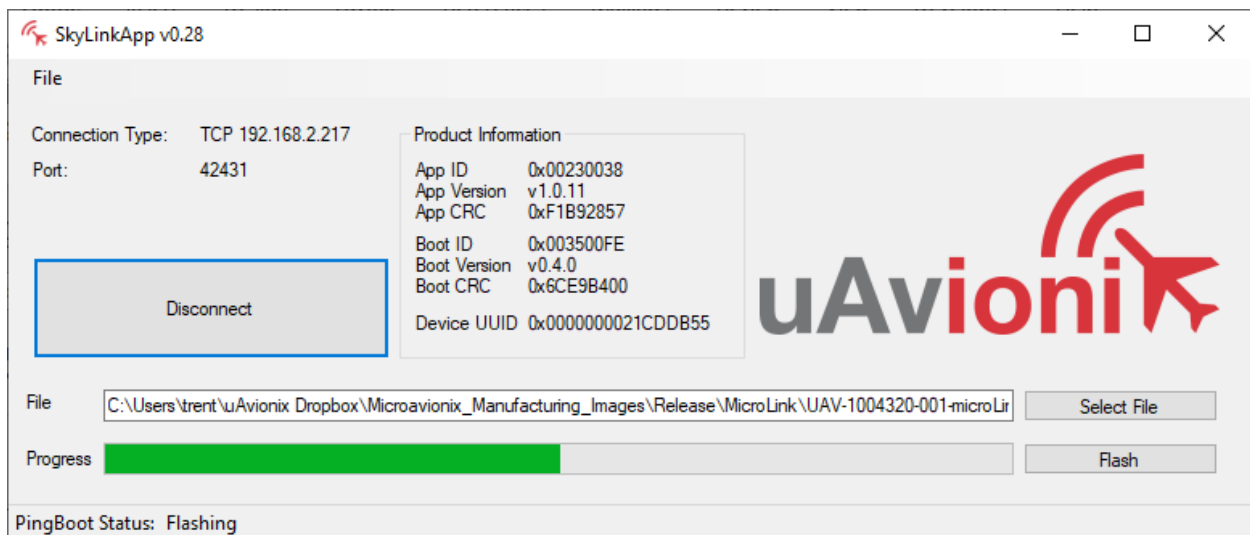 SkyLinkApp v0.28
File
Connection Type: TCP 192.168.2.217
Port: 42431
Disconnect
Product Information
App ID 0x00230038
App Version v1.0.11
App CRC 0xF1B92857
Boot ID 0x003500FE
Boot Version v0.4.0
Boot CRC 0x6CE9B400
Device UUID 0x0000000021CDDB55
uAvionix
File C:\Users\trent\uAvionix Dropbox\Microavionix_Manufacturing_Images\Release\MicroLink\UAV-1004320-001-microLin Select File
Progress Flash
PingBoot Status: Flashing